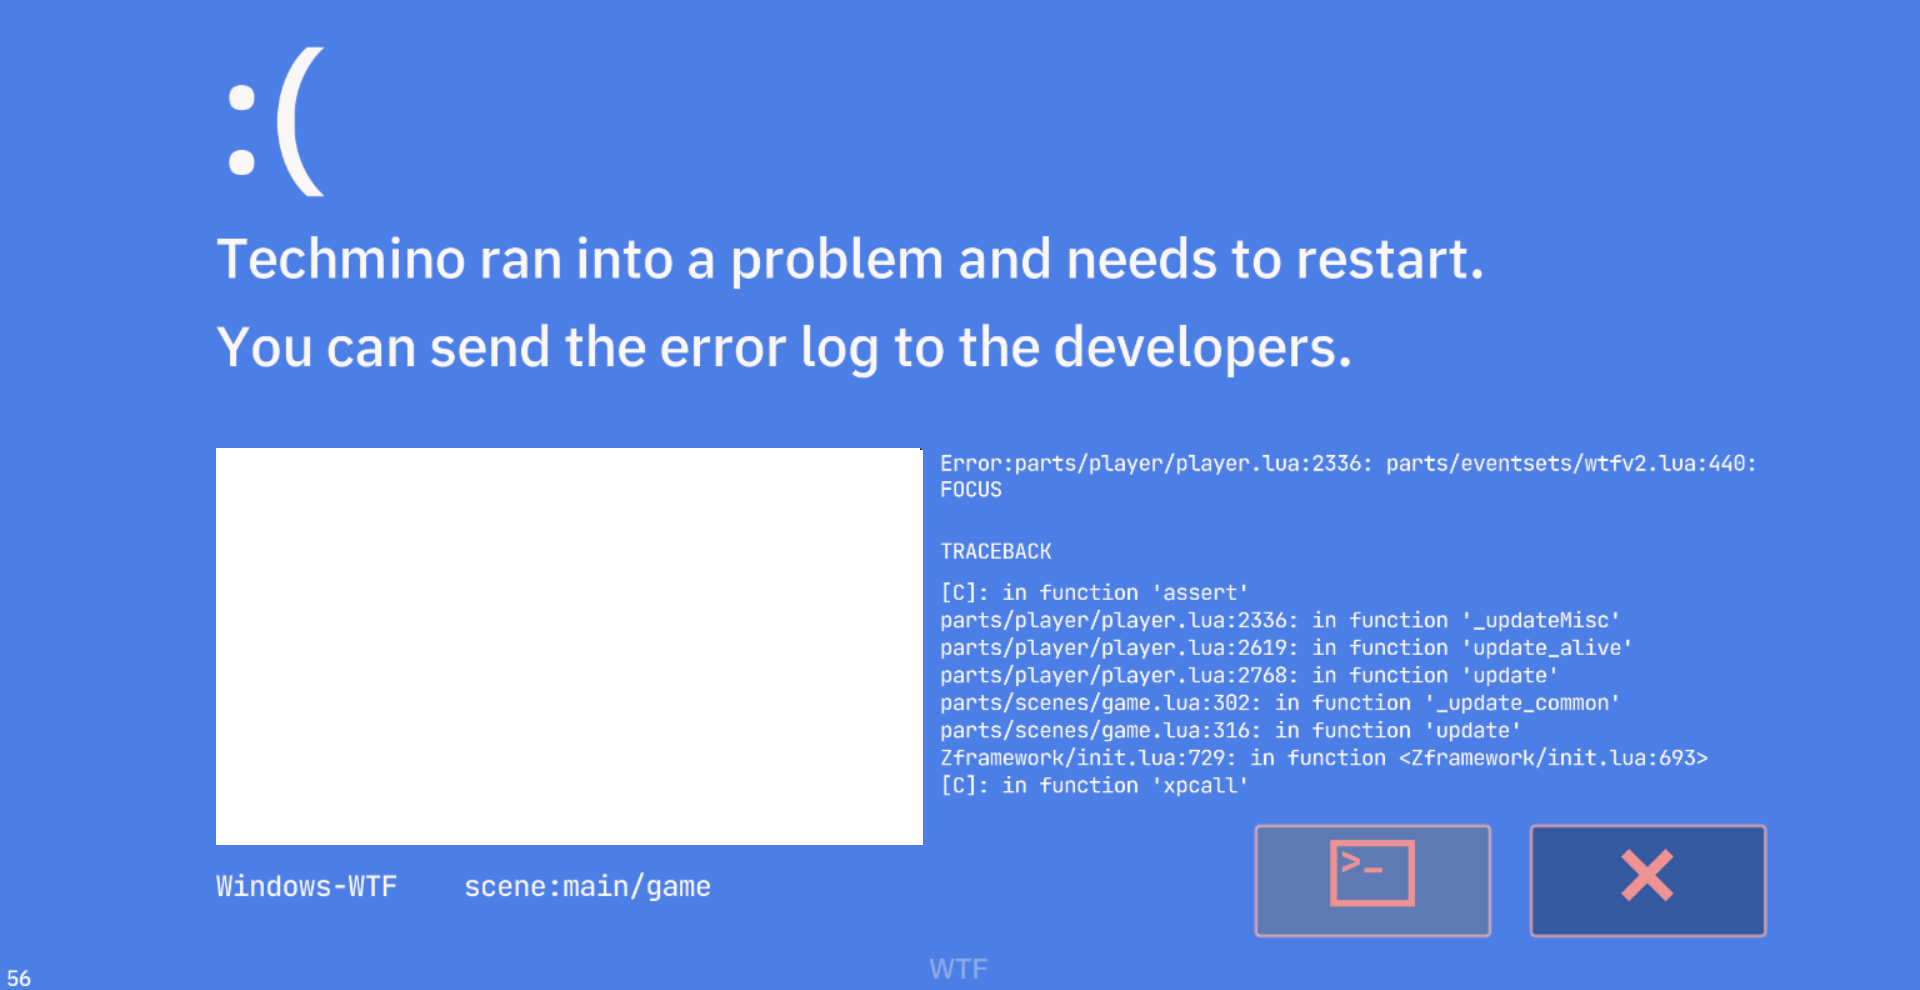 :(
Techmino ran into a problem and needs to restart.
You can send the error log to the developers.
Error:parts/player/player.lua:2336: parts/eventsets/wtfv2.lua:440:
FOCUS
TRACEBACK
[C]: in function 'assert'
parts/player/player.lua:2336: in function '_updateMisc'
parts/player/player.lua:2619: in function 'update_alive'
parts/player/player.lua:2768: in function 'update'
parts/scenes/game.lua:302: in function '_update_common'
parts/scenes/game.lua:316: in function 'update'
Zframework/init.lua:729: in function <Zframework/init.lua:693>
[C]: in function 'xpcall'
>_
Windows-WTF scene:main/game
WTF
56